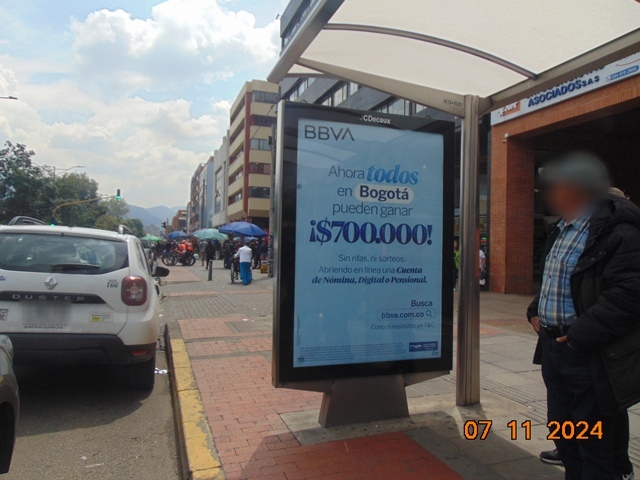 JCDecaux
BBVA
Ahora todos
en Bogotá
pueden ganar
¡$700.000!
Sin rifas, ni sorteos.
Abriendo en línea una Cuenta
de Nómina, Digital o Pensional.
Busca
bbva.com.co
ASOCIADOS S.A.S
DUSTER
07 11 2024